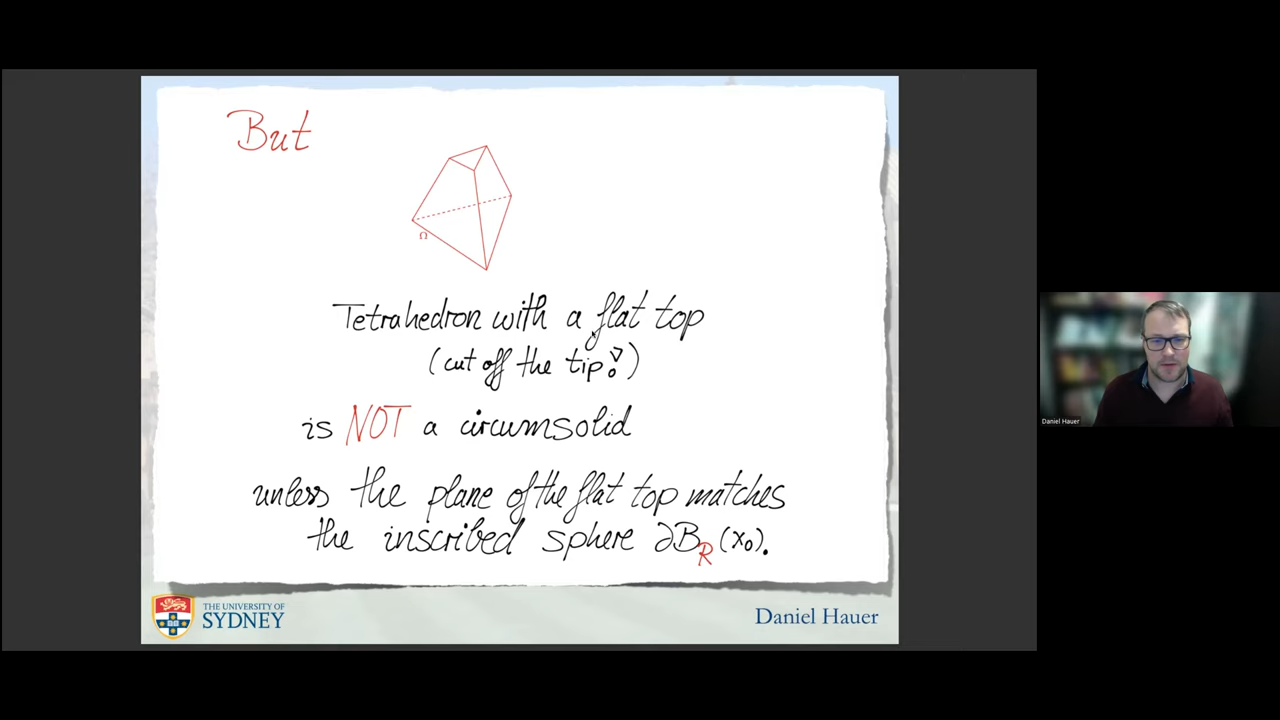 But
Ω
Tetrahedron with a flat top
(cut off the tip!)
is NOT a circumsolid
unless the plane of the flat top matches
the inscribed sphere ∂B_R(x₀).
THE UNIVERSITY OF
SYDNEY
Daniel Hauer
Daniel Hauer